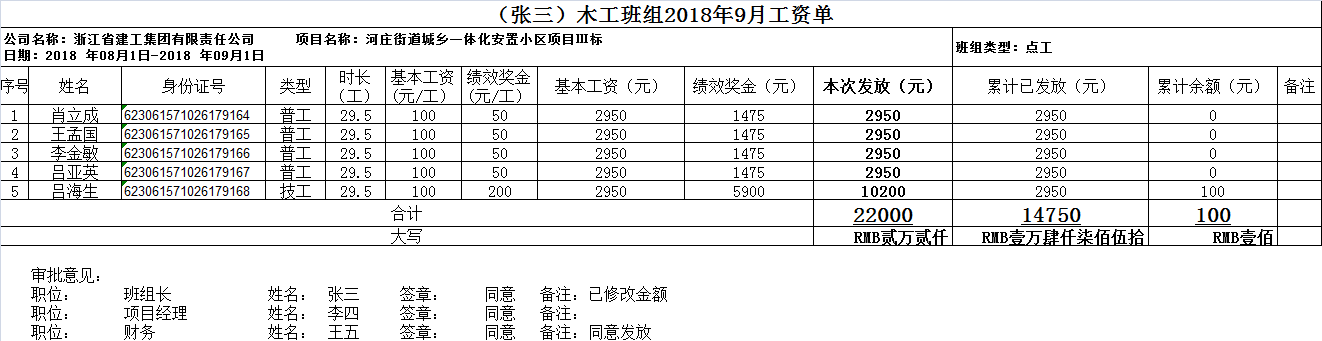 （张三）木工班组2018年9月工资单
公司名称：浙江省建工集团有限责任公司 项目名称：河庄街道城乡一体化安置小区项目Ⅲ标
日期：2018 年08月1日-2018 年09月1日
班组类型：点工
序号 姓名 身份证号 类型 时长（工） 基本工资(元/工) 绩效奖金(元/工) 基本工资（元） 绩效奖金（元） 本次发放（元） 累计已发放（元） 累计余额（元） 备注
1 肖立成 623061571026179164 普工 29.5 100 50 2950 1475 2950 2950 0
2 王孟国 623061571026179165 普工 29.5 100 50 2950 1475 2950 2950 0
3 李金敏 623061571026179166 普工 29.5 100 50 2950 1475 2950 2950 0
4 吕亚英 623061571026179167 普工 29.5 100 50 2950 1475 2950 2950 0
5 吕海生 623061571026179168 技工 29.5 100 200 2950 5900 10200 2950 100
合计 22000 14750 100
大写 RMB贰万贰仟 RMB壹万肆仟柒佰伍拾 RMB壹佰
审批意见：
职位： 班组长 姓名： 张三 签章： 同意 备注：已修改金额
职位： 项目经理 姓名： 李四 签章： 同意 备注：
职位： 财务 姓名： 王五 签章： 同意 备注：同意发放